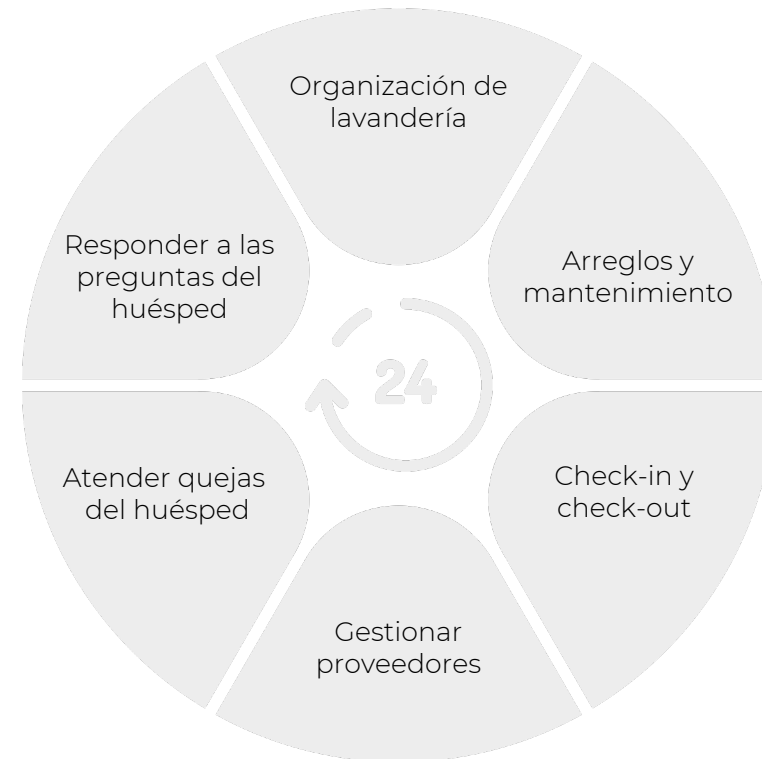 Organización de
lavandería
Arreglos y
mantenimiento
Check-in y
check-out
Gestionar
proveedores
Atender quejas
del huésped
Responder a las
preguntas del
huésped
24